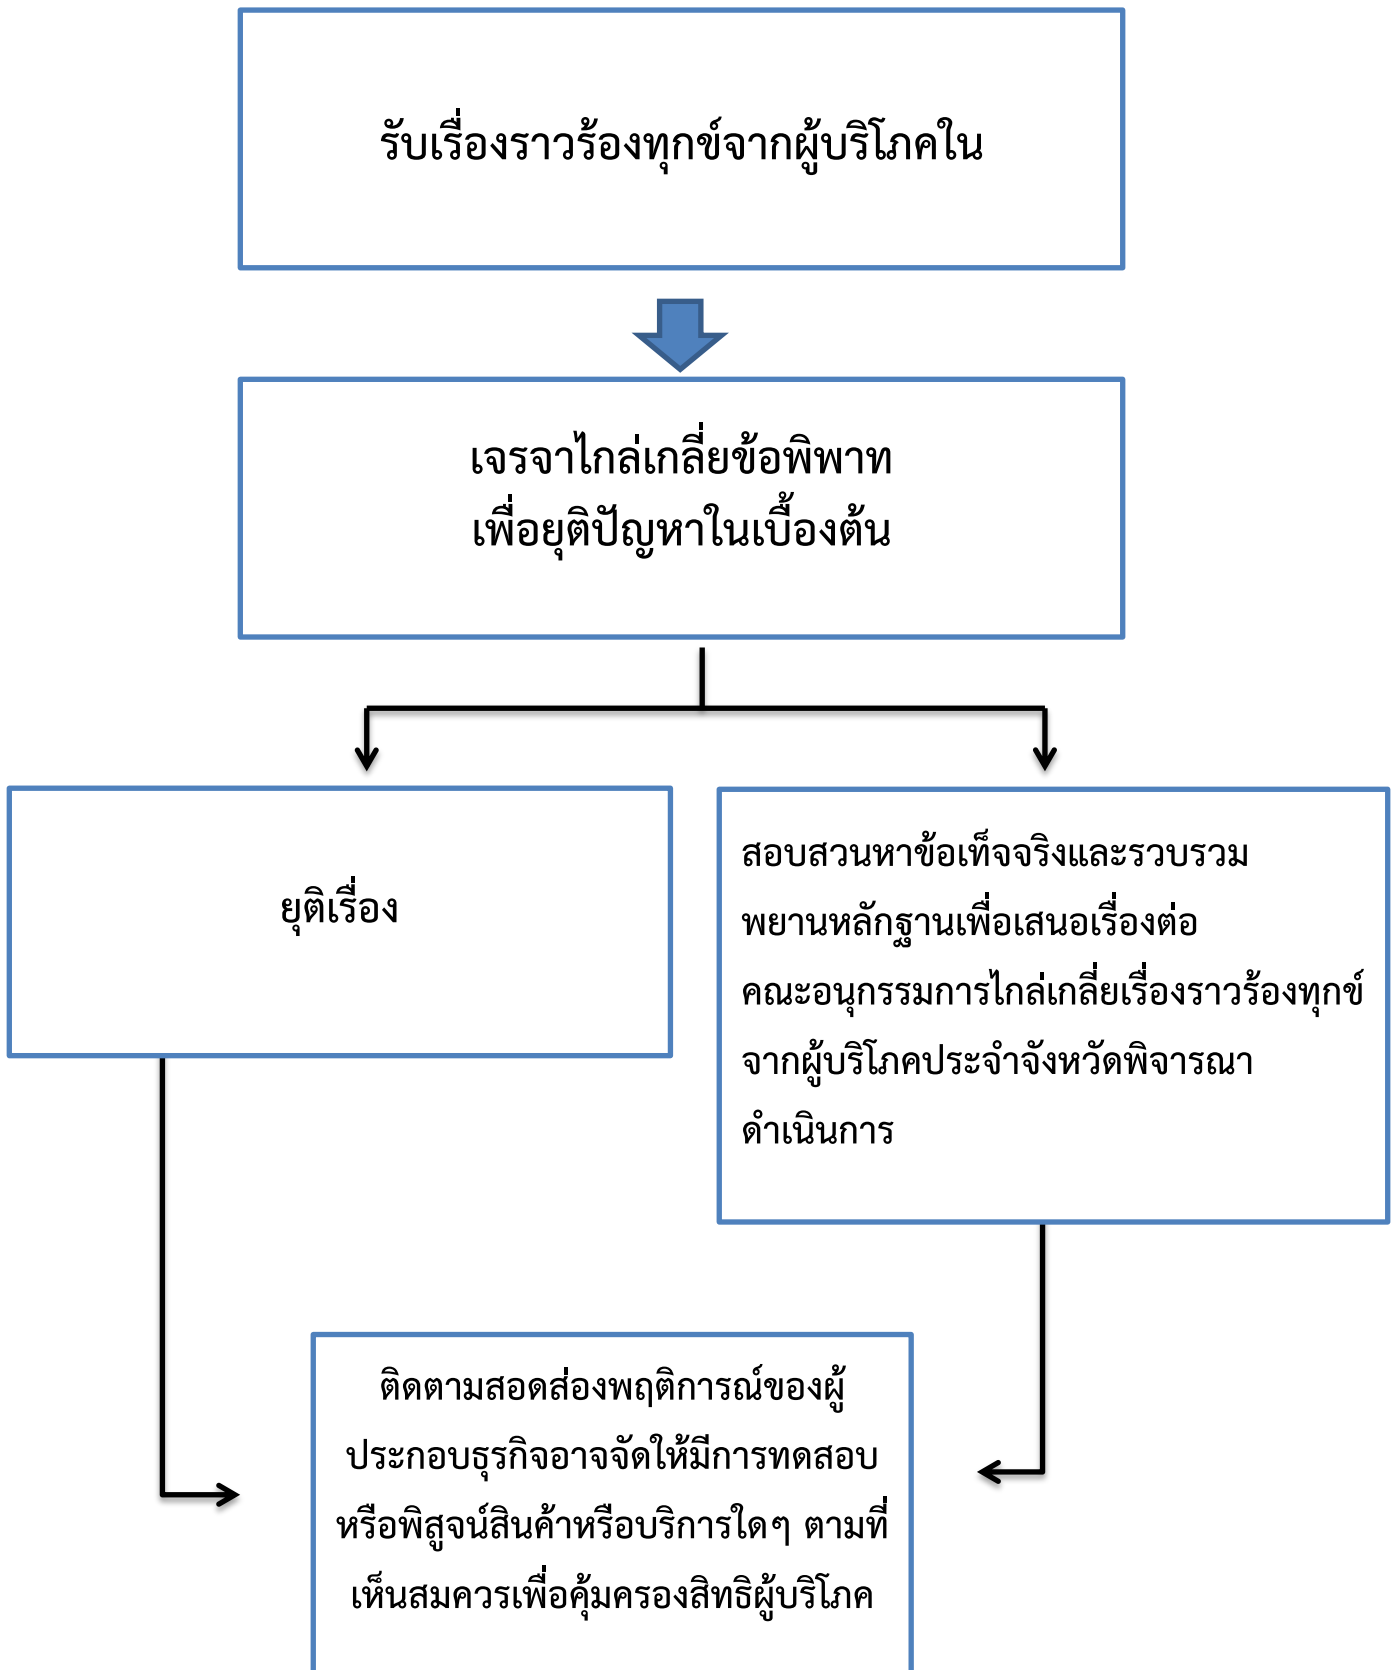 รับเรื่องราวร้องทุกข์จากผู้บริโภคใน
เจรจาไกล่เกลี่ยข้อพิพาท
เพื่อยุติปัญหาในเบื้องต้น
ยุติเรื่อง
สอบสวนหาข้อเท็จจริงและรวบรวม
พยานหลักฐานเพื่อเสนอเรื่องต่อ
คณะอนุกรรมการไกล่เกลี่ยเรื่องราวร้องทุกข์
จากผู้บริโภคประจำจังหวัดพิจารณา
ดำเนินการ
ติดตามสอดส่องพฤติการณ์ของผู้
ประกอบธุรกิจอาจจัดให้มีการทดสอบ
หรือพิสูจน์สินค้าหรือบริการใดๆ ตามที่
เห็นสมควรเพื่อคุ้มครองสิทธิผู้บริโภค